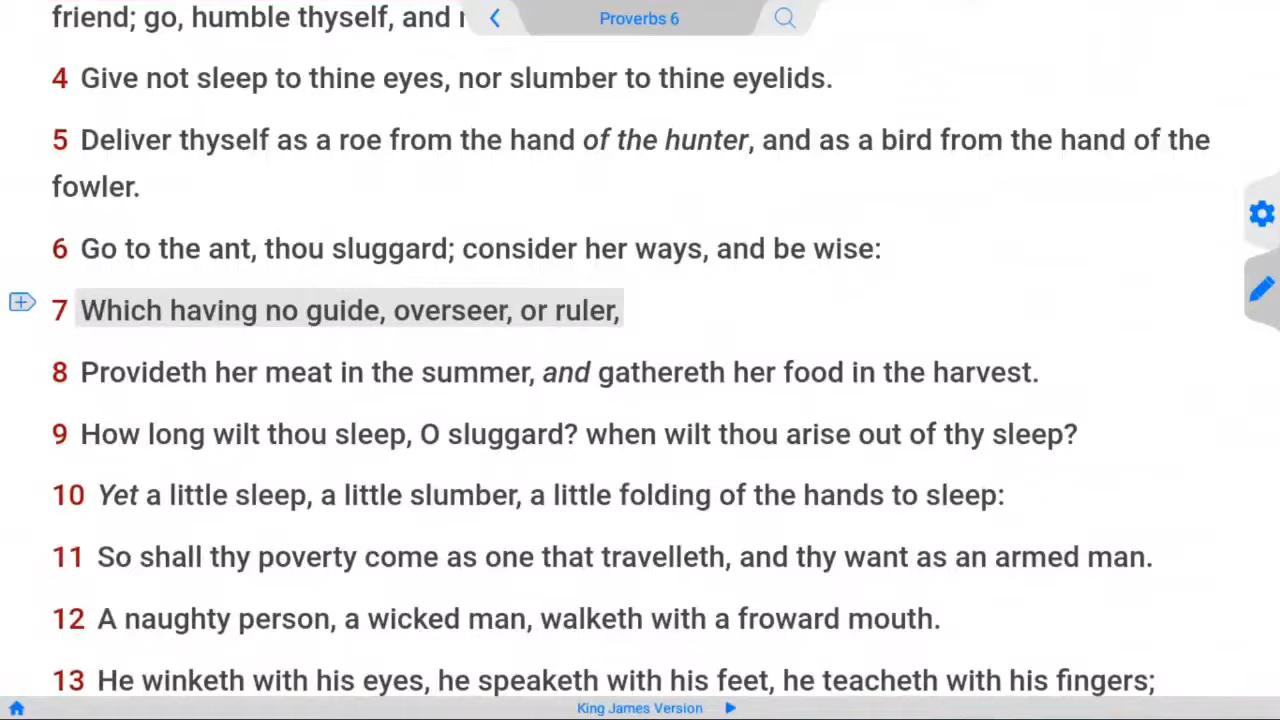 friend; go, humble thyself, and
Proverbs 6
4 Give not sleep to thine eyes, nor slumber to thine eyelids.
5 Deliver thyself as a roe from the hand of the hunter, and as a bird from the hand of the
fowler.
6 Go to the ant, thou sluggard; consider her ways, and be wise:
7 Which having no guide, overseer, or ruler,
8 Provideth her meat in the summer, and gathereth her food in the harvest.
9 How long wilt thou sleep, O sluggard? when wilt thou arise out of thy sleep?
10 Yet a little sleep, a little slumber, a little folding of the hands to sleep:
11 So shall thy poverty come as one that travelleth, and thy want as an armed man.
12 A naughty person, a wicked man, walketh with a froward mouth.
13 He winketh with his eyes, he speaketh with his feet, he teacheth with his fingers;
King James Version